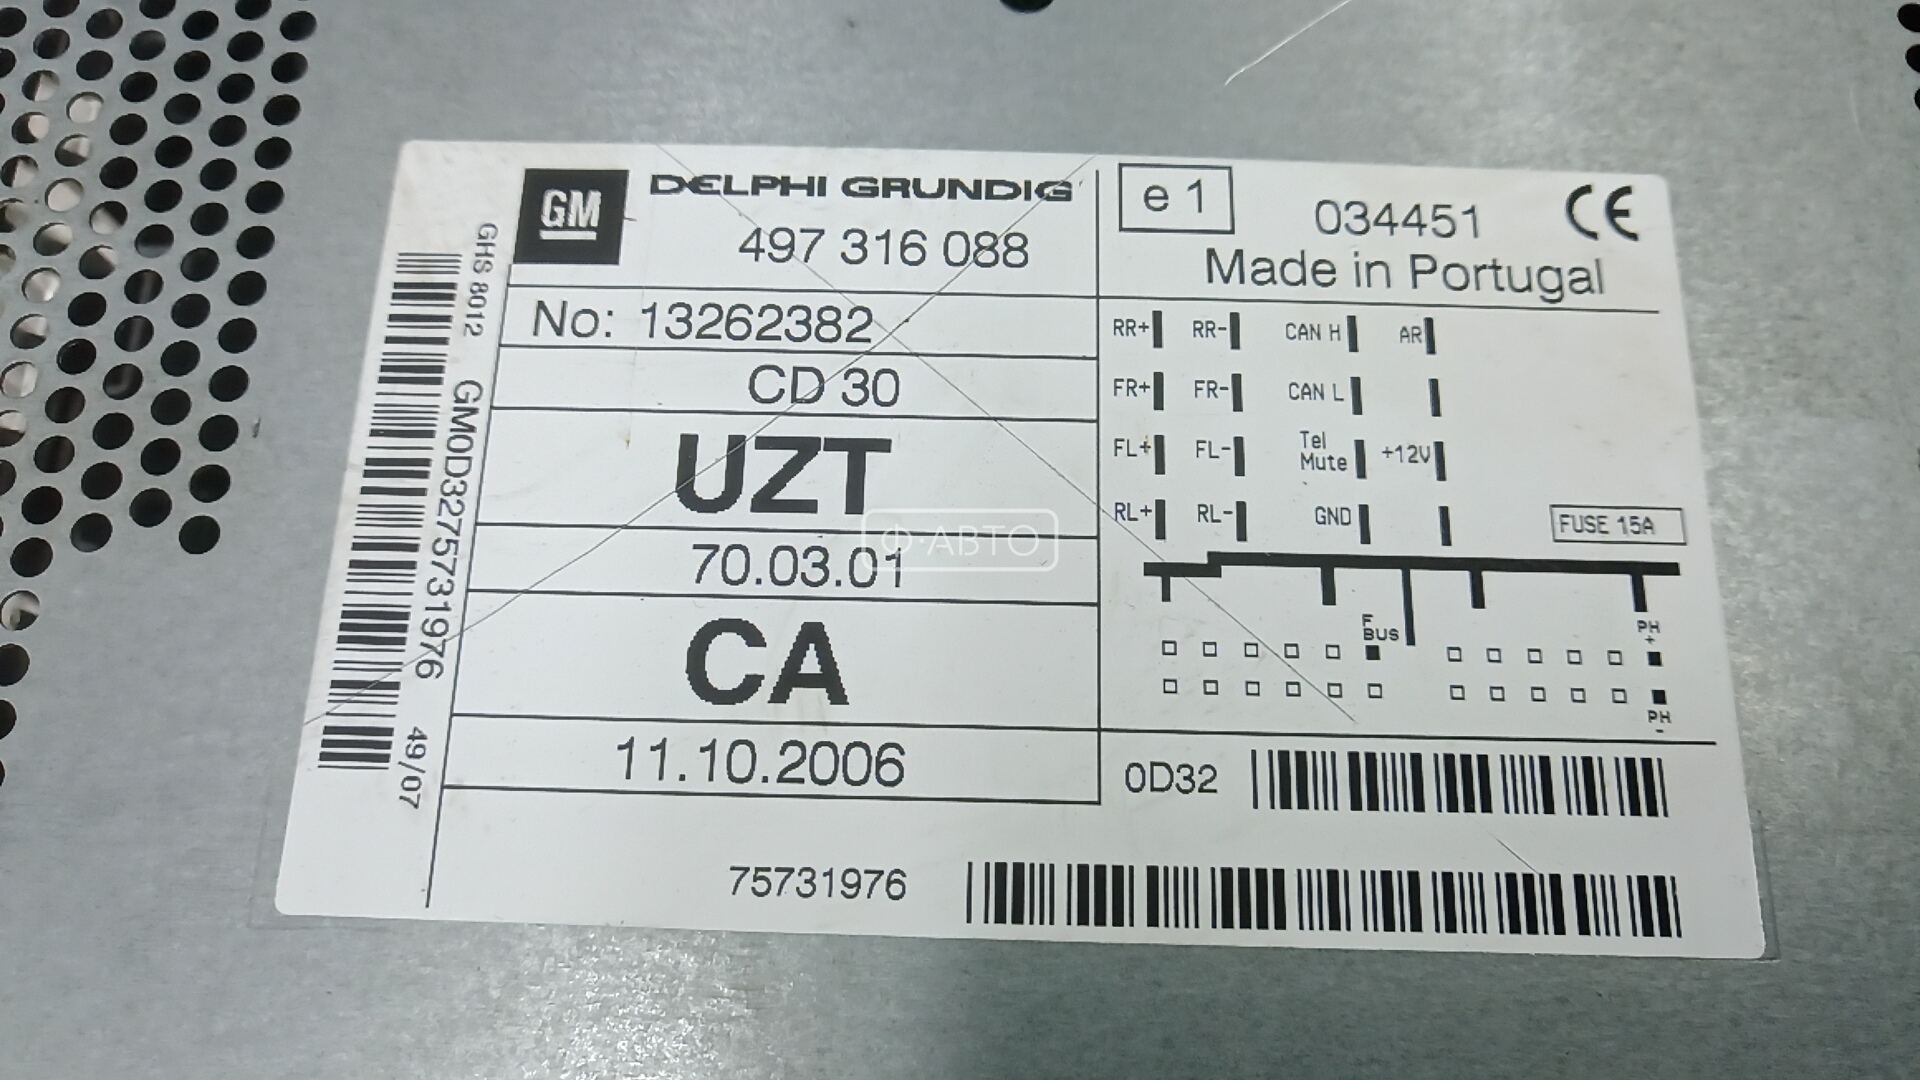 GHS 8012
GM0D3275731976
49/07
GM
DELPHI GRUNDIG
497 316 088
No: 13262382
CD 30
UZT
70.03.01
CA
11.10.2006
75731976
e 1
034451
CE
Made in Portugal
RR+ RR- CAN H AR
FR+ FR- CAN L
FL+ FL- Tel Mute +12V
RL+ RL- GND
FUSE 15A
F BUS
PH +
PH -
0D32
Ф·АВТО